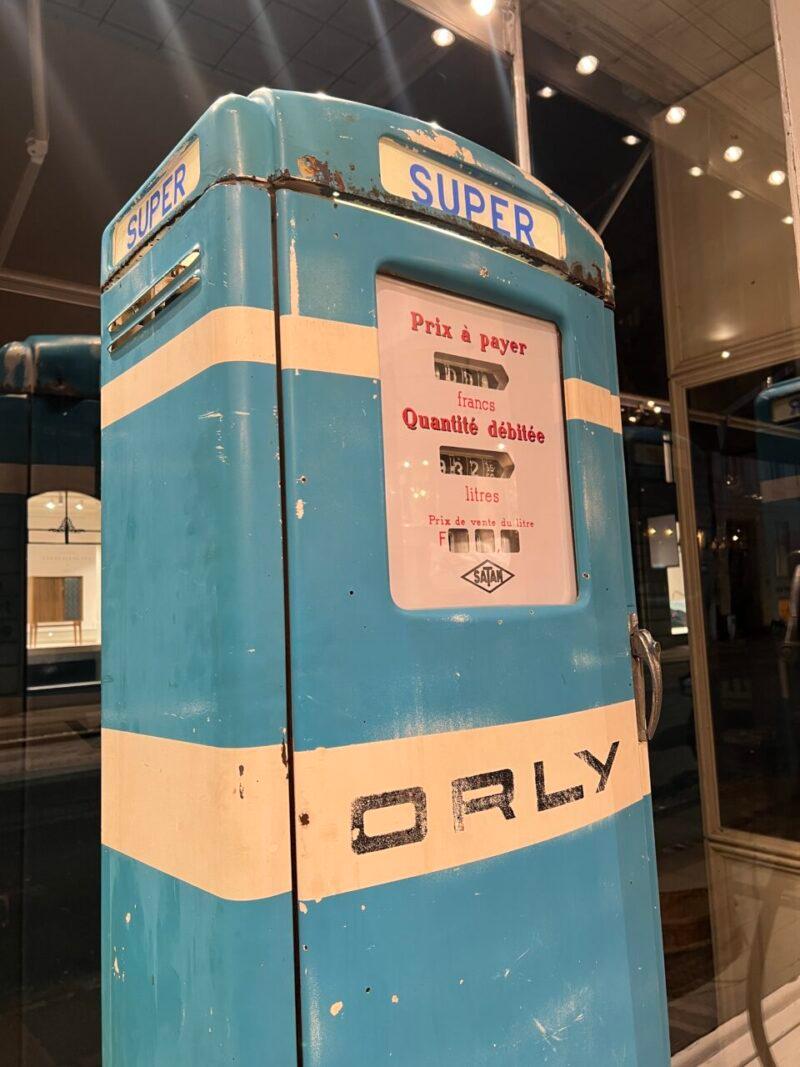 SUPER
SUPER
Prix à payer
francs
Quantité débitée
litres
Prix de vente du litre
F
SATAM
ORLY